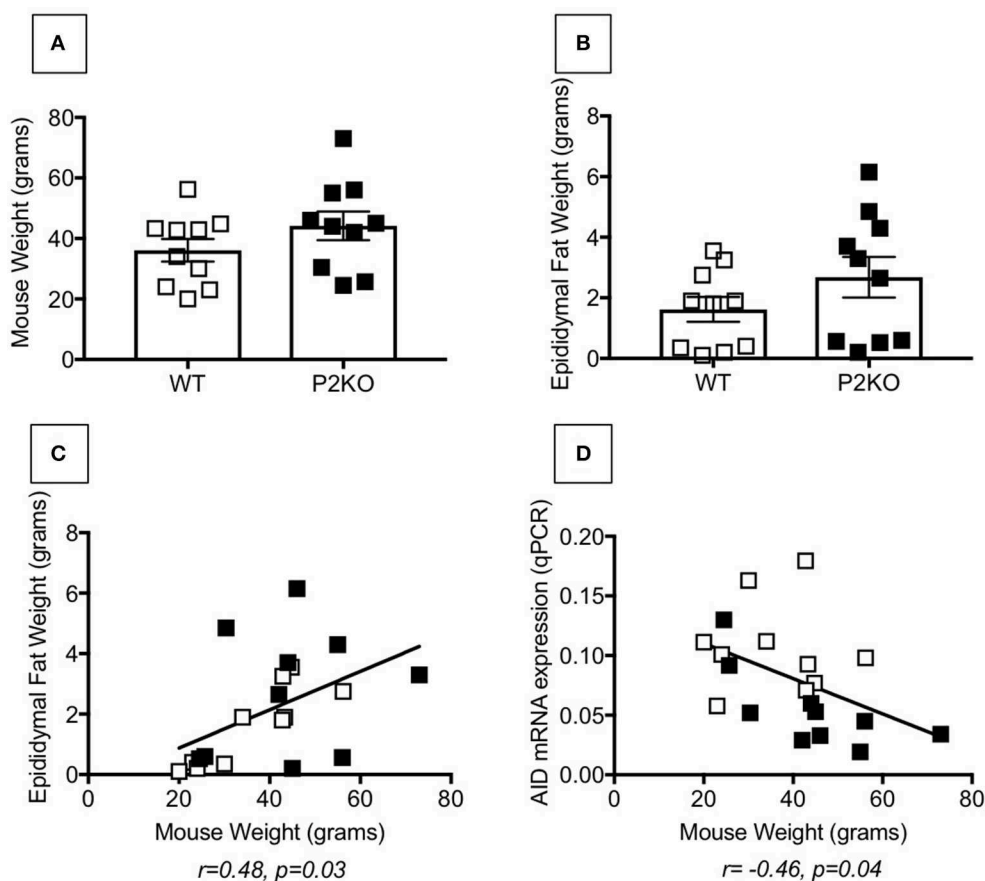 A
B
Mouse Weight (grams)
80
60
40
20
0
WT
P2KO
Epididymal Fat Weight (grams)
8
6
4
2
0
WT
P2KO
C
D
Epididymal Fat Weight (grams)
8
6
4
2
0
0
20
40
60
80
Mouse Weight (grams)
r=0.48, p=0.03
AID mRNA expression (qPCR)
0.20
0.15
0.10
0.05
0.00
0
20
40
60
80
Mouse Weight (grams)
r= -0.46, p=0.04